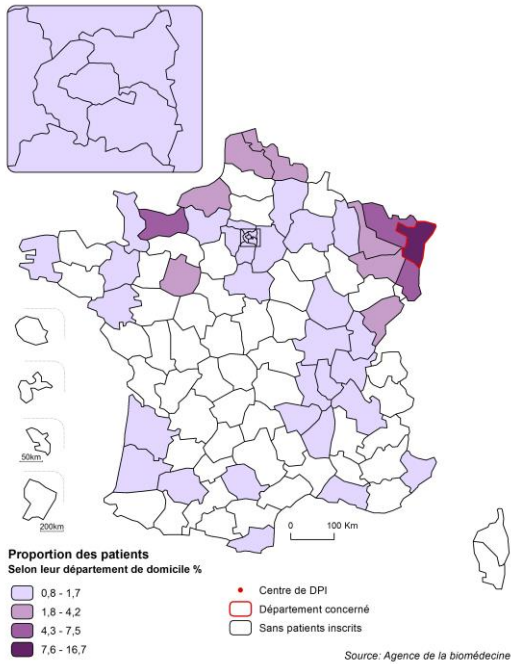 50km
200km
0 100 Km
Proportion des patients
Selon leur département de domicile %
0,8 - 1,7
1,8 - 4,2
4,3 - 7,5
7,6 - 16,7
Centre de DPI
Département concerné
Sans patients inscrits
Source: Agence de la biomédecine